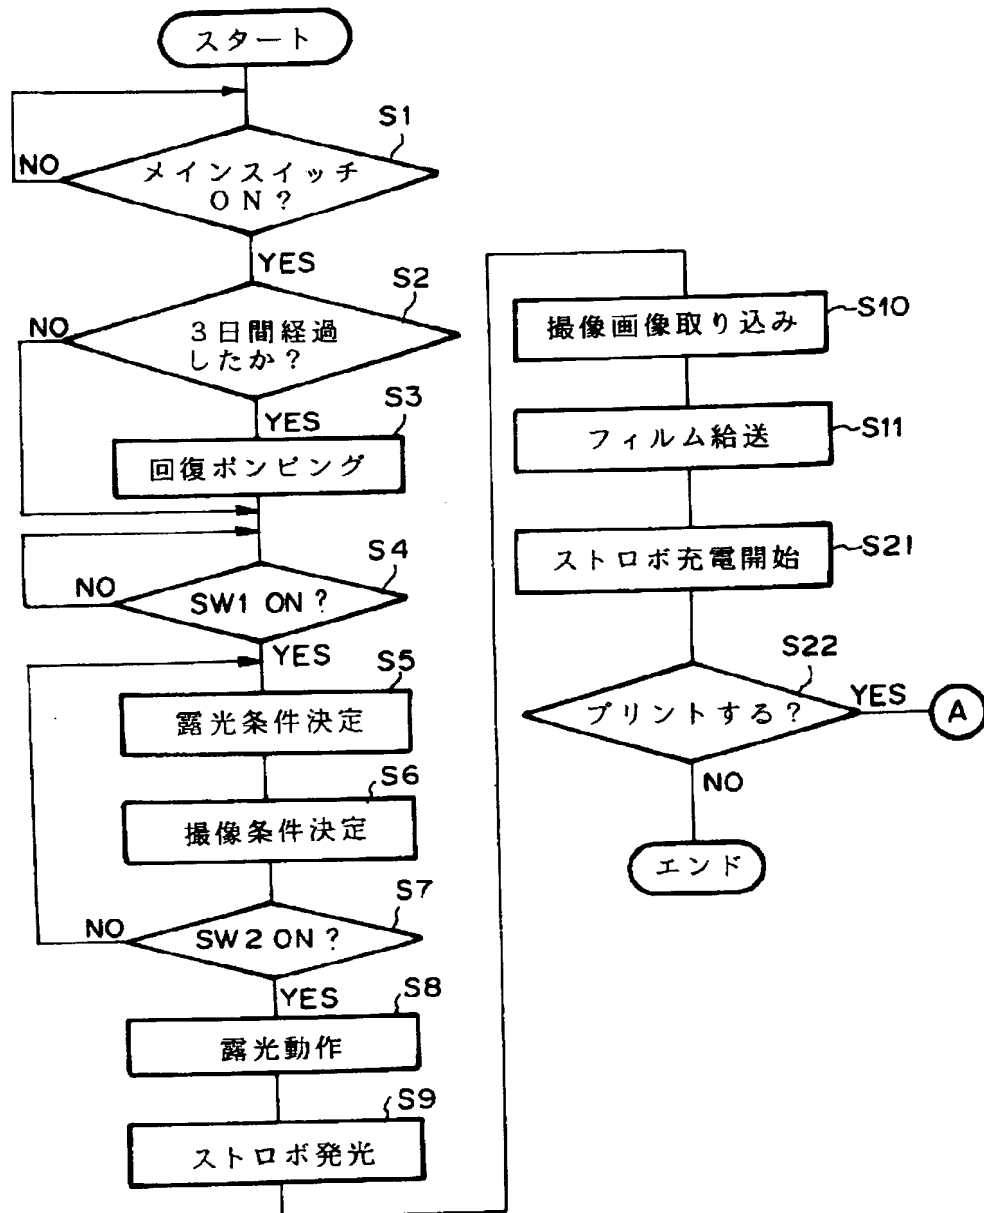 スタート
S1
NO
メインスイッチ
ON?
YES
S2
NO
3日間経過
したか?
YES
S3
回復ポンピング
S4
NO
SW1 ON?
YES
S5
露光条件決定
S6
撮像条件決定
S7
NO
SW2 ON?
YES
S8
露光動作
S9
ストロボ発光
撮像画像取り込み
S10
フィルム給送
S11
ストロボ充電開始
S21
S22
プリントする?
YES
A
NO
エンド